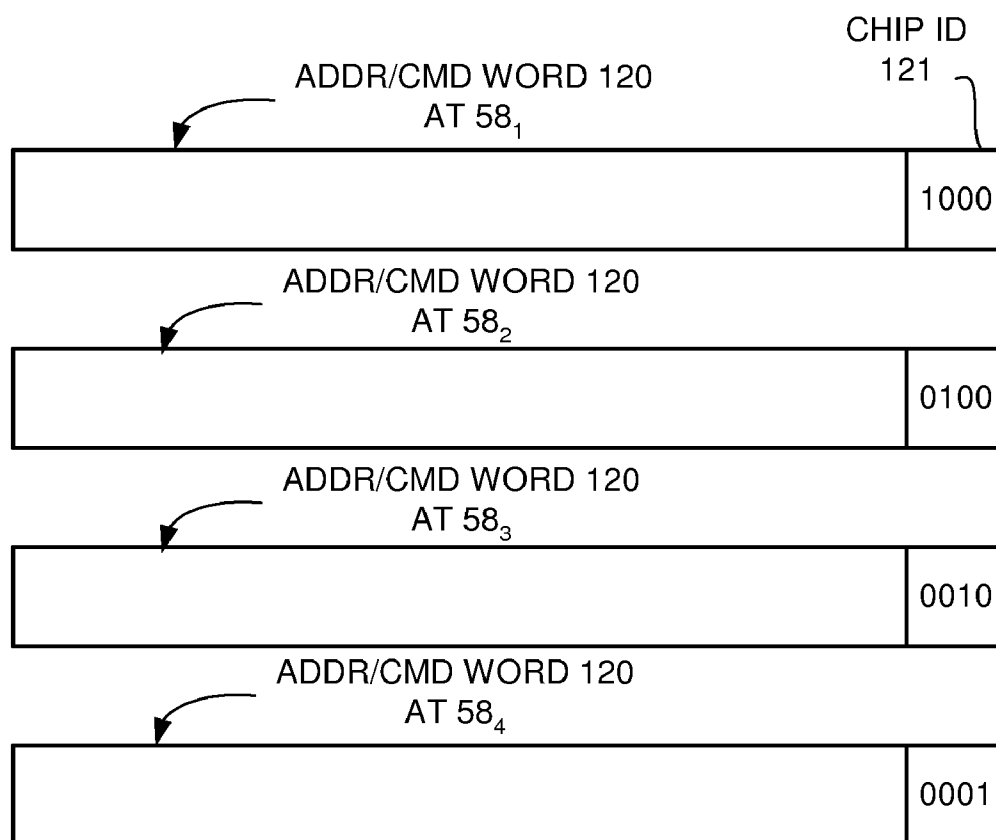 CHIP ID
121
ADDR/CMD WORD 120
AT 58₁
1000
ADDR/CMD WORD 120
AT 58₂
0100
ADDR/CMD WORD 120
AT 58₃
0010
ADDR/CMD WORD 120
AT 58₄
0001